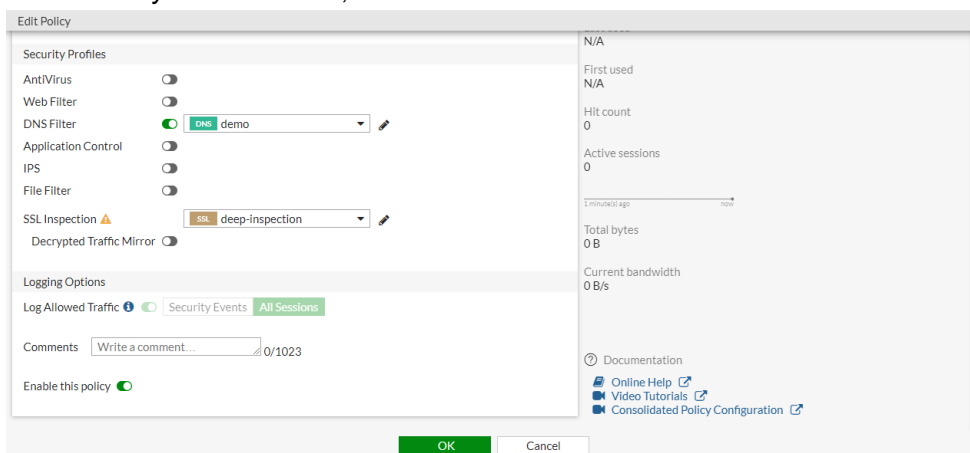 Edit Policy
Security Profiles
AntiVirus
Web Filter
DNS Filter DNS demo
Application Control
IPS
File Filter
SSL Inspection SSL deep-inspection
Decrypted Traffic Mirror
Logging Options
Log Allowed Traffic Security Events All Sessions
Comments Write a comment... 0/1023
Enable this policy
N/A
First used
N/A
Hit count
0
Active sessions
0
1 minute(s) ago now
Total bytes
0 B
Current bandwidth
0 B/s
Documentation
Online Help
Video Tutorials
Consolidated Policy Configuration
OK Cancel